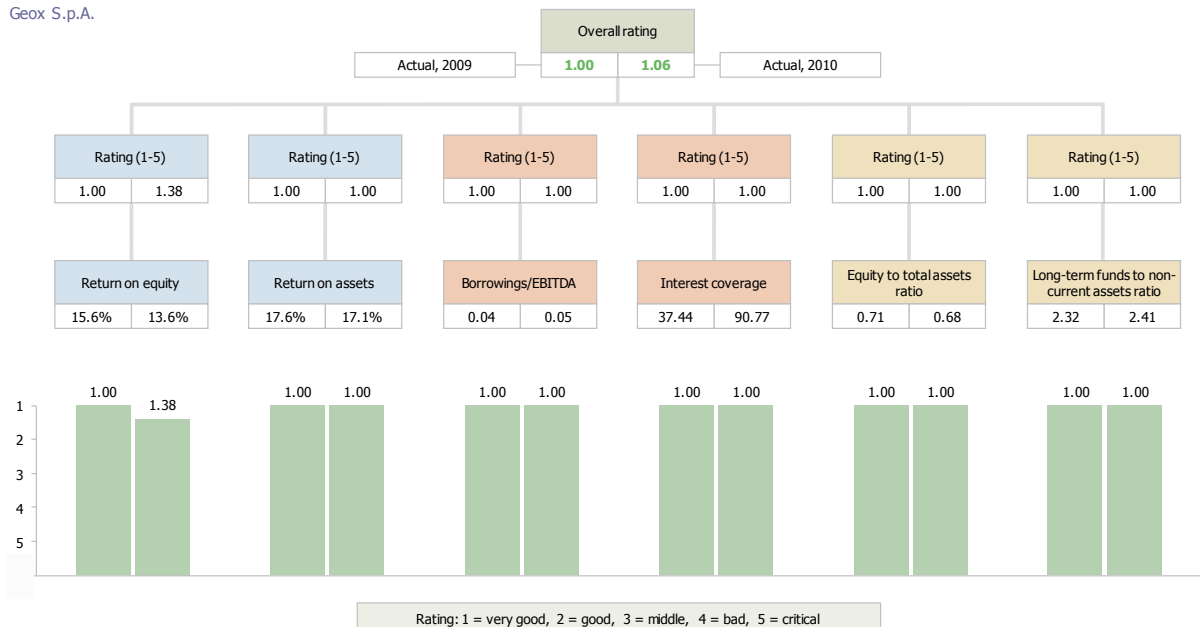 Geox S.p.A.
Overall rating
Actual, 2009 1.00 1.06 Actual, 2010
Rating (1-5) Rating (1-5) Rating (1-5) Rating (1-5) Rating (1-5) Rating (1-5)
1.00 1.38 1.00 1.00 1.00 1.00 1.00 1.00 1.00 1.00 1.00 1.00
Return on equity Return on assets Borrowings/EBITDA Interest coverage Equity to total assets Long-term funds to non-
ratio current assets ratio
15.6% 13.6% 17.6% 17.1% 0.04 0.05 37.44 90.77 0.71 0.68 2.32 2.41
1.00 1.38 1.00 1.00 1.00 1.00 1.00 1.00 1.00 1.00 1.00 1.00
1
2
3
4
5
Rating: 1 = very good, 2 = good, 3 = middle, 4 = bad, 5 = critical